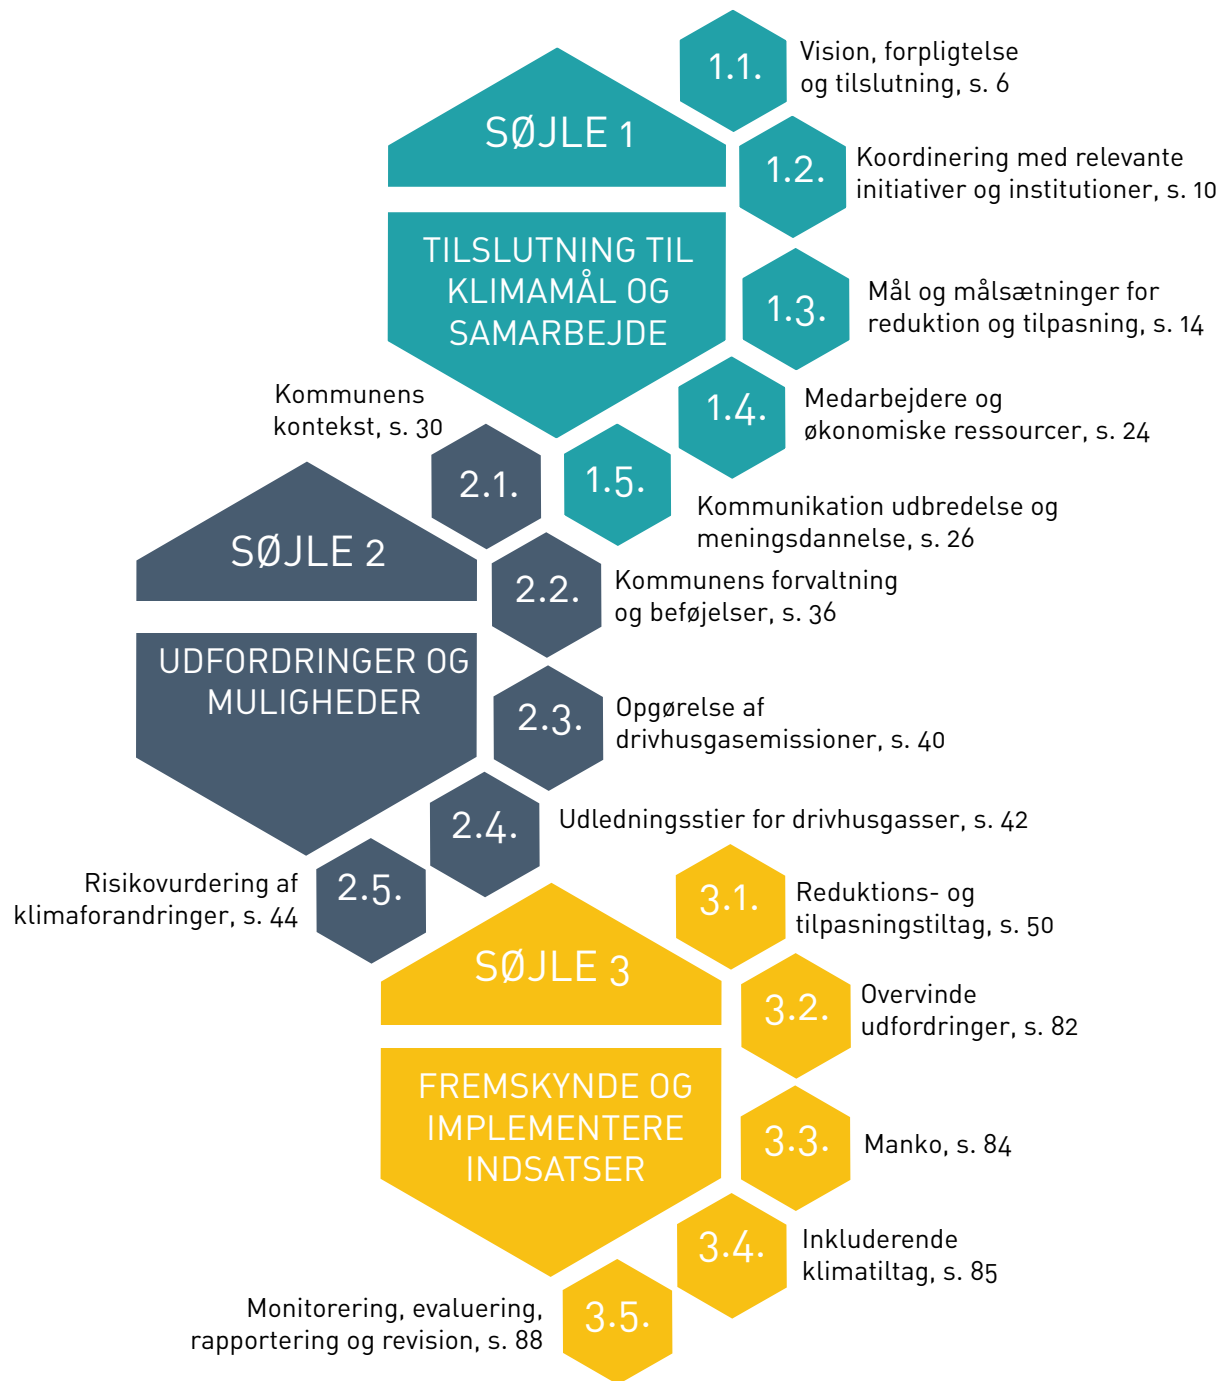 SØJLE 1
TILSLUTNING TIL
KLIMAMÅL OG
SAMARBEJDE
1.1.
Vision, forpligtelse
og tilslutning, s. 6
1.2.
Koordinering med relevante
initiativer og institutioner, s. 10
1.3.
Mål og målsætninger for
reduktion og tilpasning, s. 14
1.4.
Medarbejdere og
økonomiske ressourcer, s. 24
1.5.
Kommunikation udbredelse og
meningsdannelse, s. 26
SØJLE 2
UDFORDRINGER OG
MULIGHEDER
Kommunens
kontekst, s. 30
2.1.
2.2.
Kommunens forvaltning
og beføjelser, s. 36
2.3.
Opgørelse af
drivhusgasemissioner, s. 40
2.4.
Udledningsstier for drivhusgasser, s. 42
2.5.
Risikovurdering af
klimaforandringer, s. 44
SØJLE 3
FREMSKYNDE OG
IMPLEMENTERE
INDSATSER
3.1.
Reduktions- og
tilpasningstiltag, s. 50
3.2.
Overvinde
udfordringer, s. 82
3.3.
Manko, s. 84
3.4.
Inkluderende
klimatiltag, s. 85
3.5.
Monitorering, evaluering,
rapportering og revision, s. 88